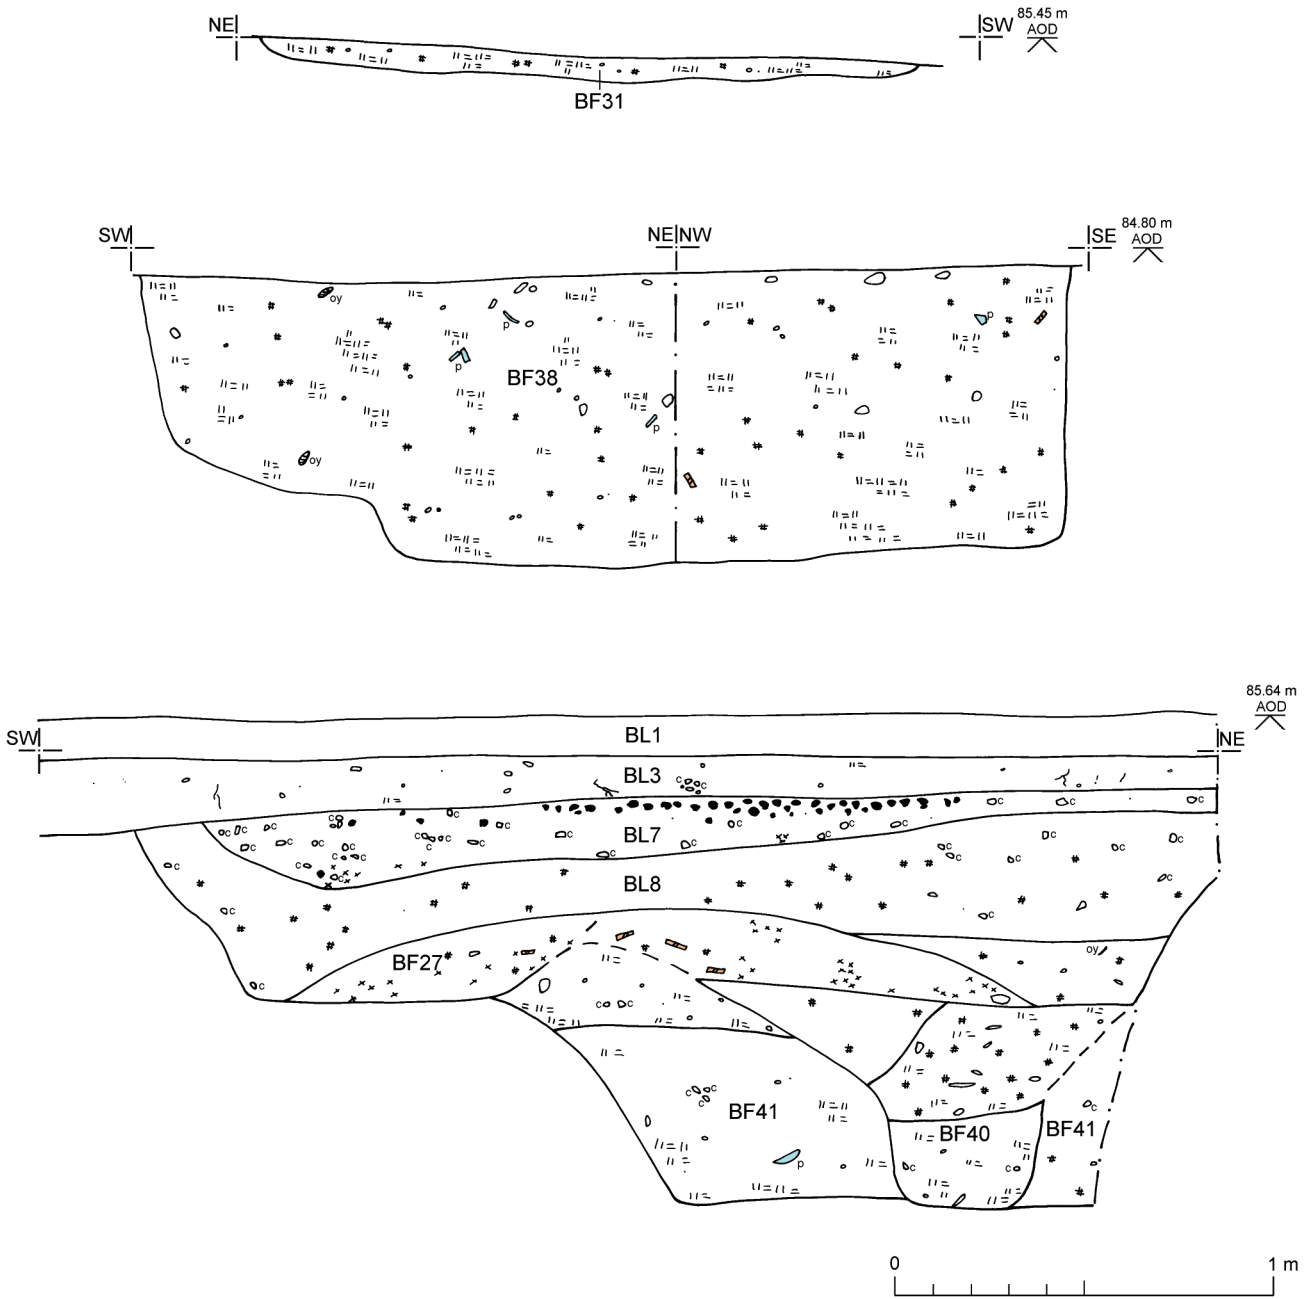 NE SW 85.45 m
AOD
BF31
SW NE NW SE 84.80 m
AOD
oy
p p
p
BF38
p
oy
85.64 m
AOD
SW BL1 NE
BL3 c c
c c
c c c c c
c c BL7 c c c c
c c c c c c
c c c
c BL8 c
c c
BF27 oy
c
c c
c c
c c BF41 c
BF40 BF41
p c c
0 1 m